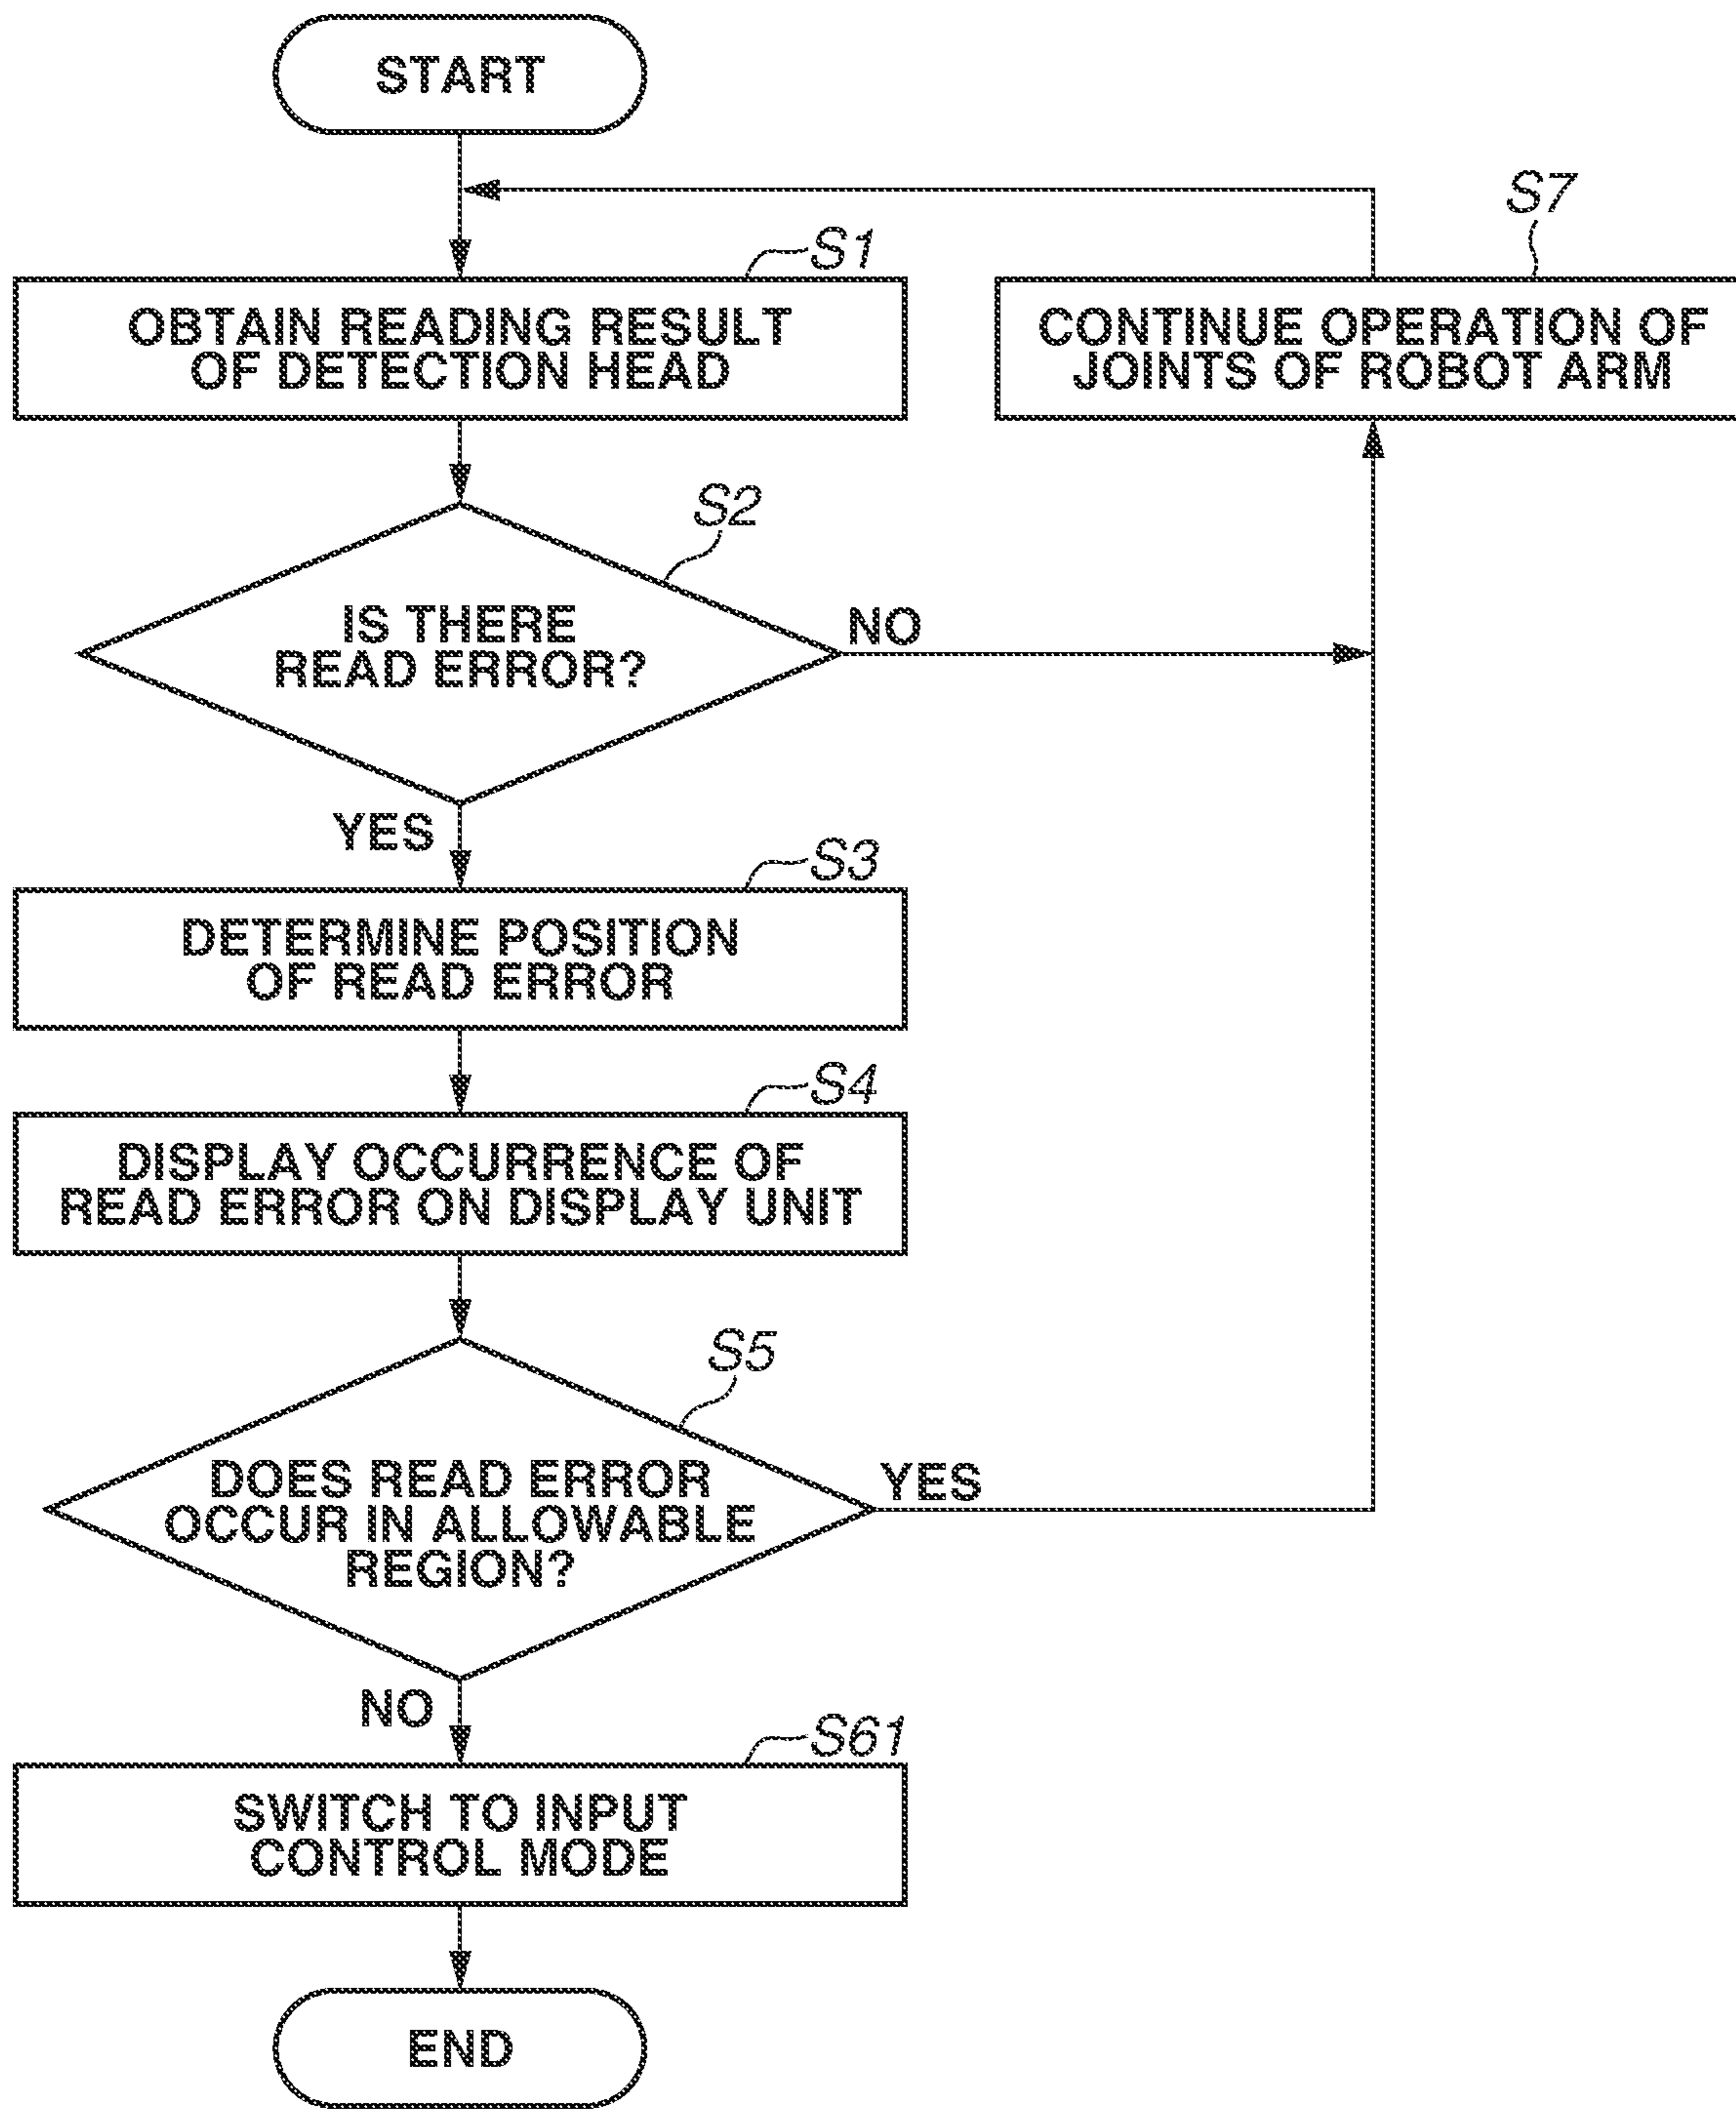 START
S7
S1
OBTAIN READING RESULT
OF DETECTION HEAD
CONTINUE OPERATION OF
JOINTS OF ROBOT ARM
S2
IS THERE
READ ERROR?
NO
YES
S3
DETERMINE POSITION
OF READ ERROR
S4
DISPLAY OCCURRENCE OF
READ ERROR ON DISPLAY UNIT
S5
DOES READ ERROR
OCCUR IN ALLOWABLE
REGION?
YES
NO
S61
SWITCH TO INPUT
CONTROL MODE
END